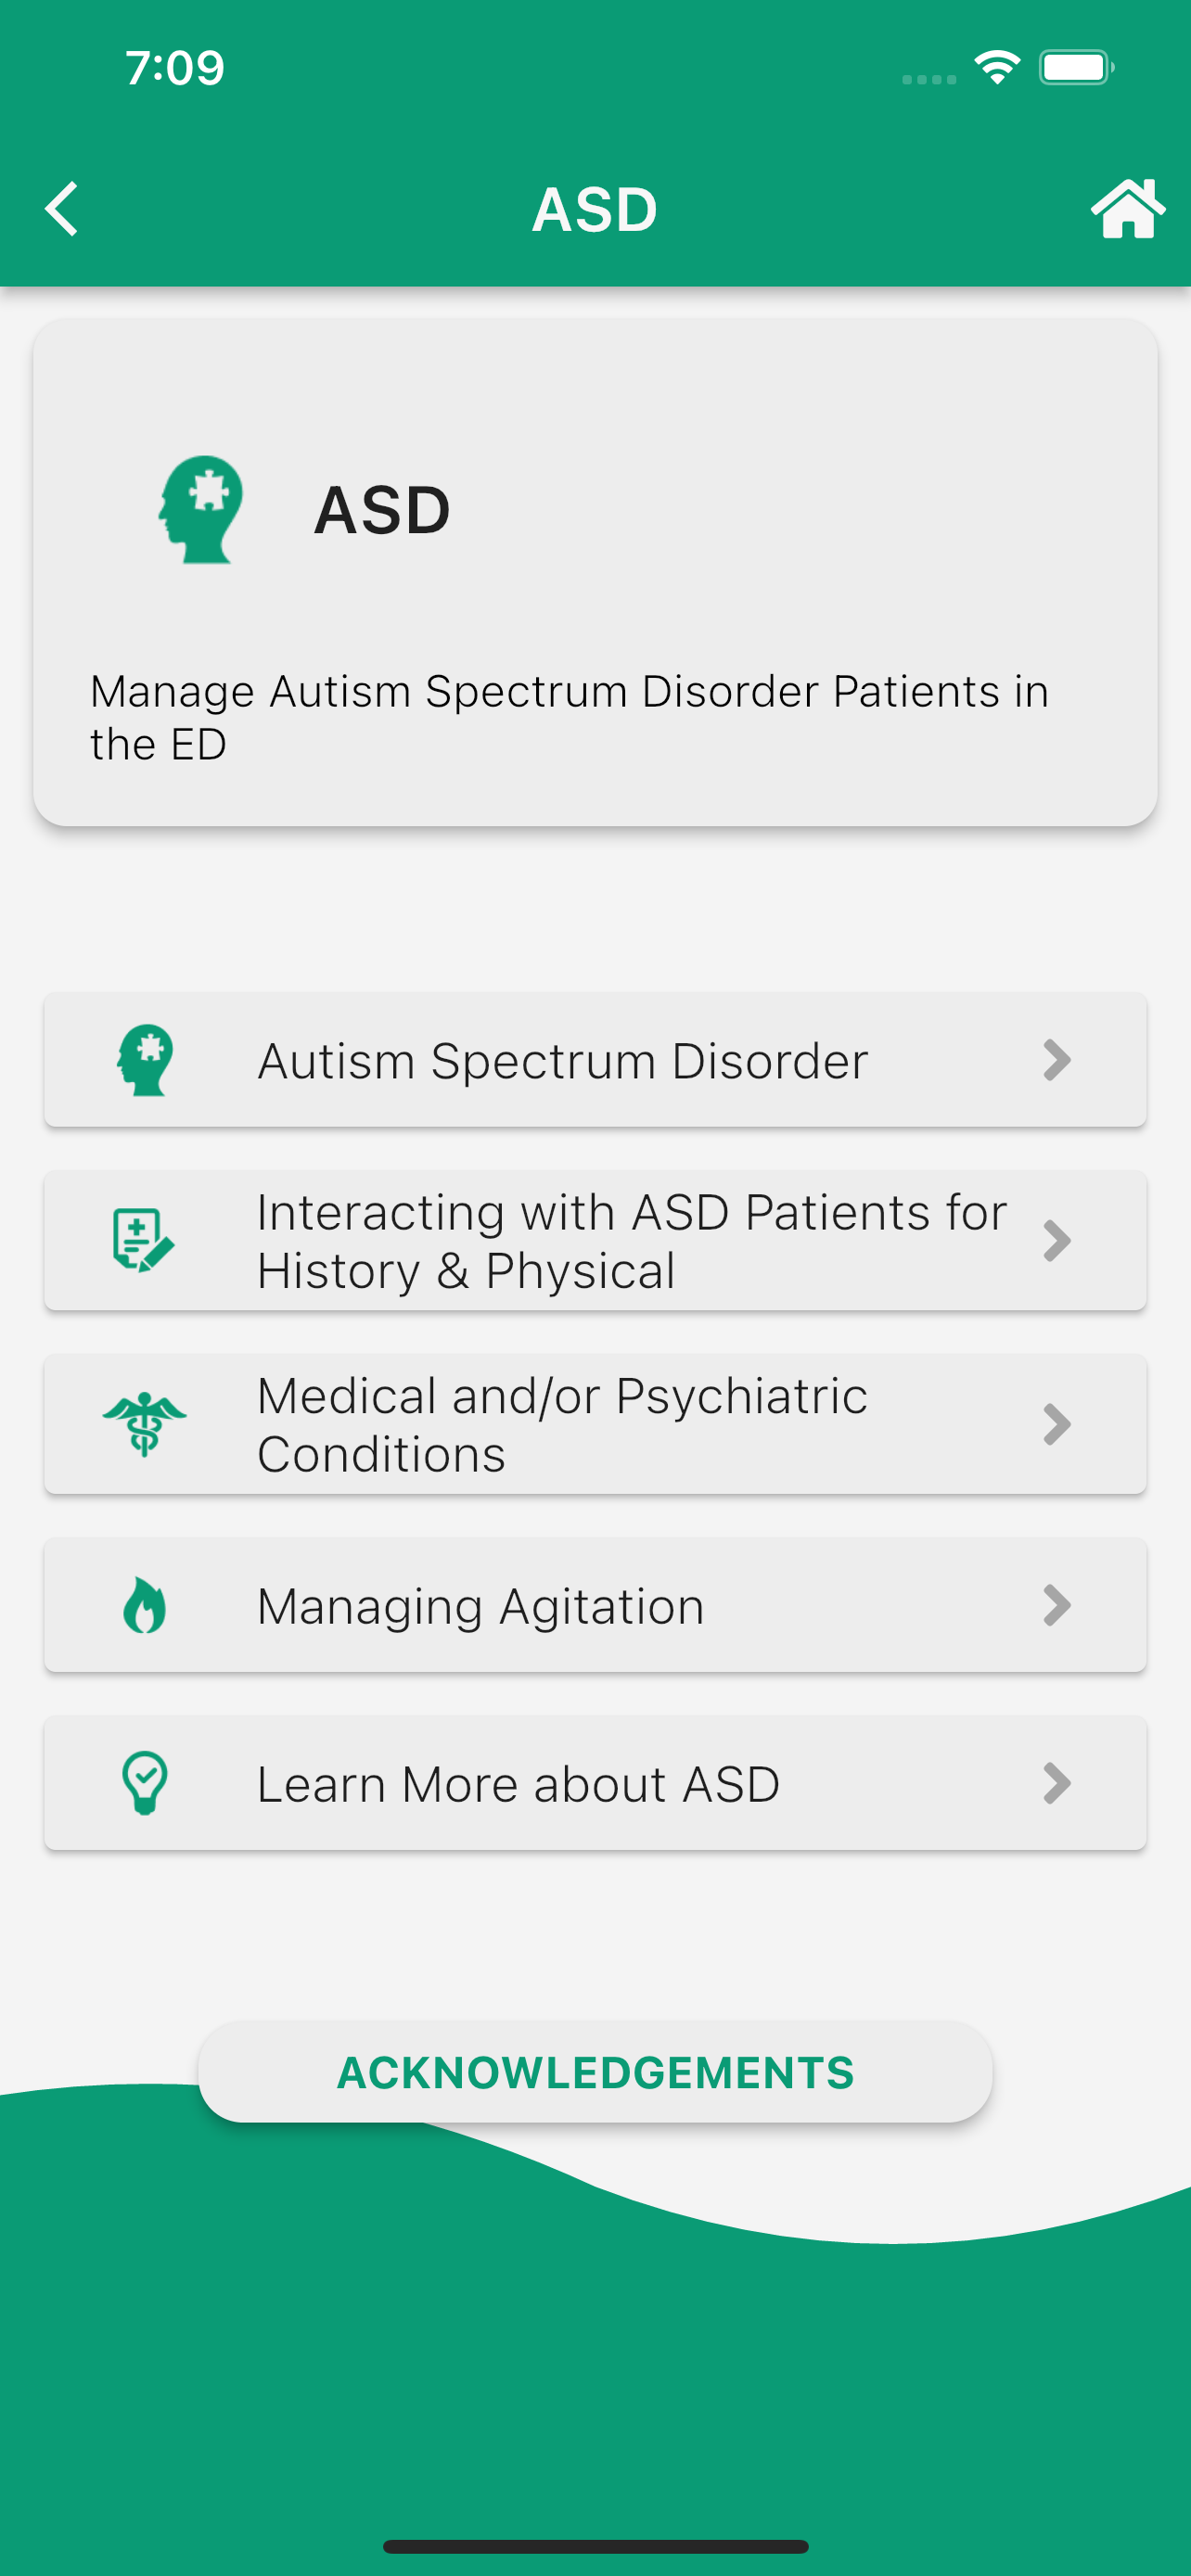 7:09
ASD
ASD
Manage Autism Spectrum Disorder Patients in
the ED
Autism Spectrum Disorder
Interacting with ASD Patients for
History & Physical
Medical and/or Psychiatric
Conditions
Managing Agitation
Learn More about ASD
ACKNOWLEDGEMENTS